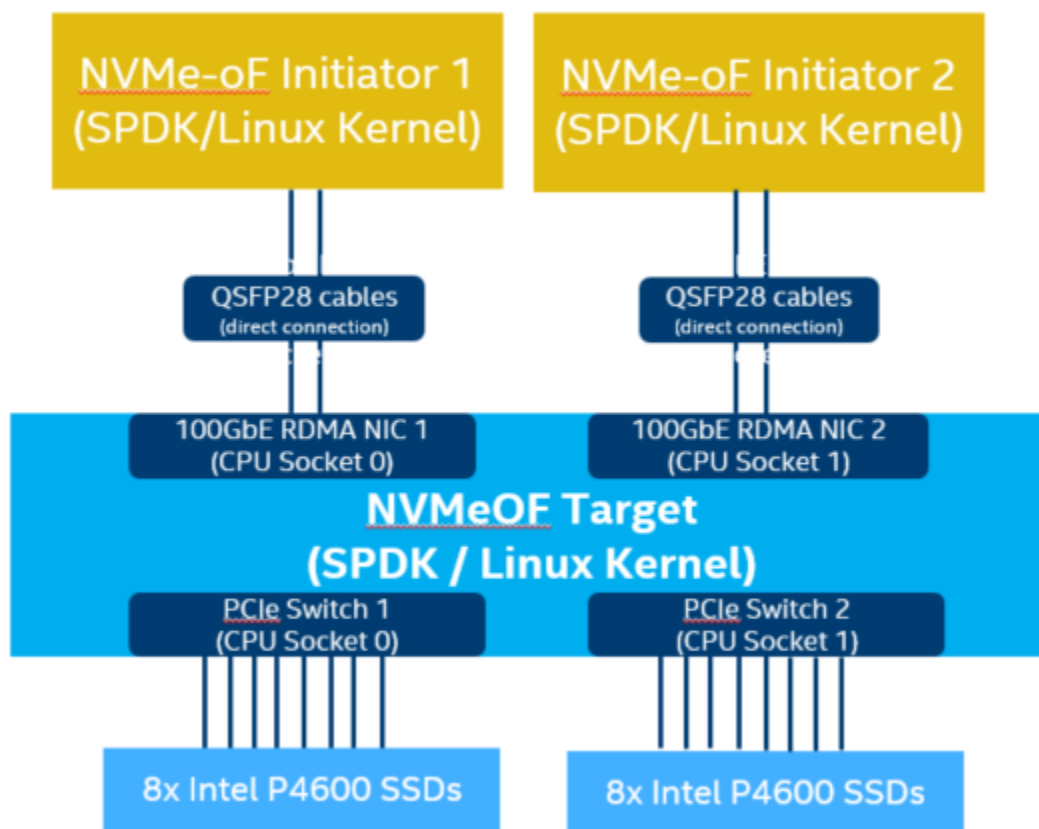 NVMe-oF Initiator 1
(SPDK/Linux Kernel)
NVMe-oF Initiator 2
(SPDK/Linux Kernel)
QSFP28 cables
(direct connection)
QSFP28 cables
(direct connection)
100GbE RDMA NIC 1
(CPU Socket 0)
100GbE RDMA NIC 2
(CPU Socket 1)
NVMeOF Target
(SPDK / Linux Kernel)
PCIe Switch 1
(CPU Socket 0)
PCIe Switch 2
(CPU Socket 1)
8x Intel P4600 SSDs
8x Intel P4600 SSDs